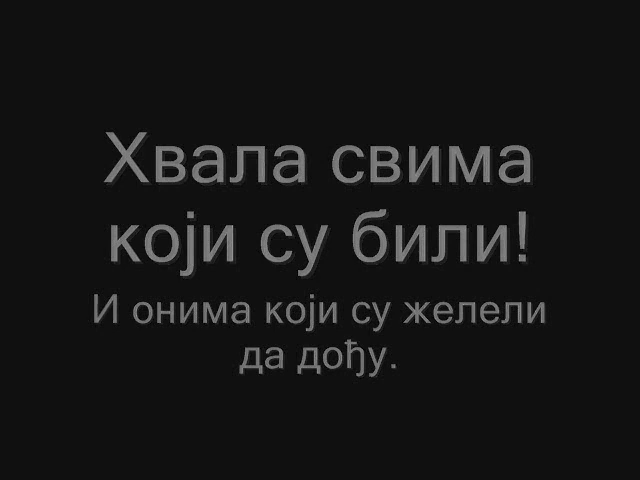 Хвала свима
који су били!
И онима који су желели
да дођу.